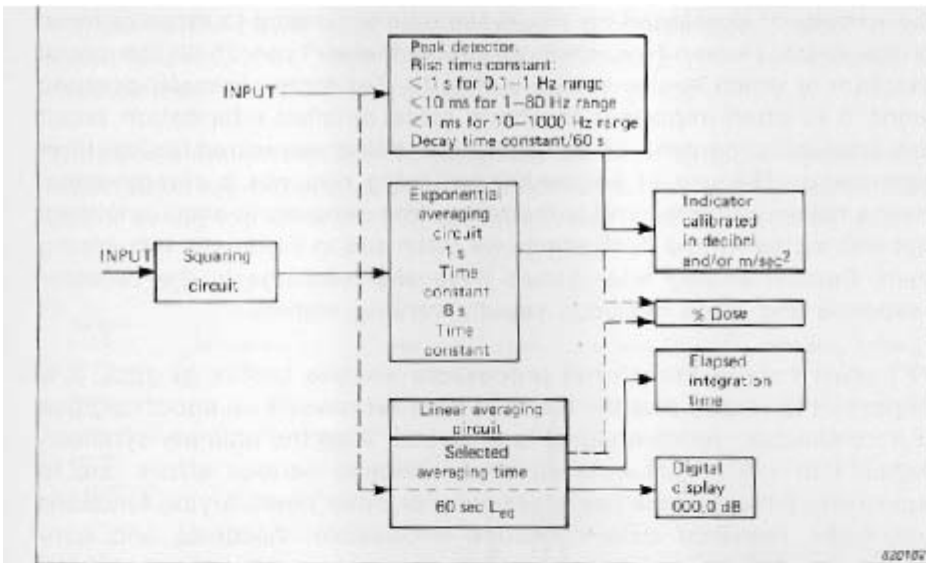 Peak detector
Rise time constant:
< 1 s for 0.1–1 Hz range
< 10 ms for 1–80 Hz range
< 1 ms for 10–1000 Hz range
Decay time constant/60 s
INPUT
INPUT
Squaring
circuit
Exponential
averaging
circuit
1 s
Time
constant
8 s
Time
constant
Indicator
calibrated
in decibel
and/or m/sec²
% Dose
Elapsed
integration
time
Linear averaging
circuit
Selected
averaging time
60 sec Leq
Digital
display
000,0 dB
820182